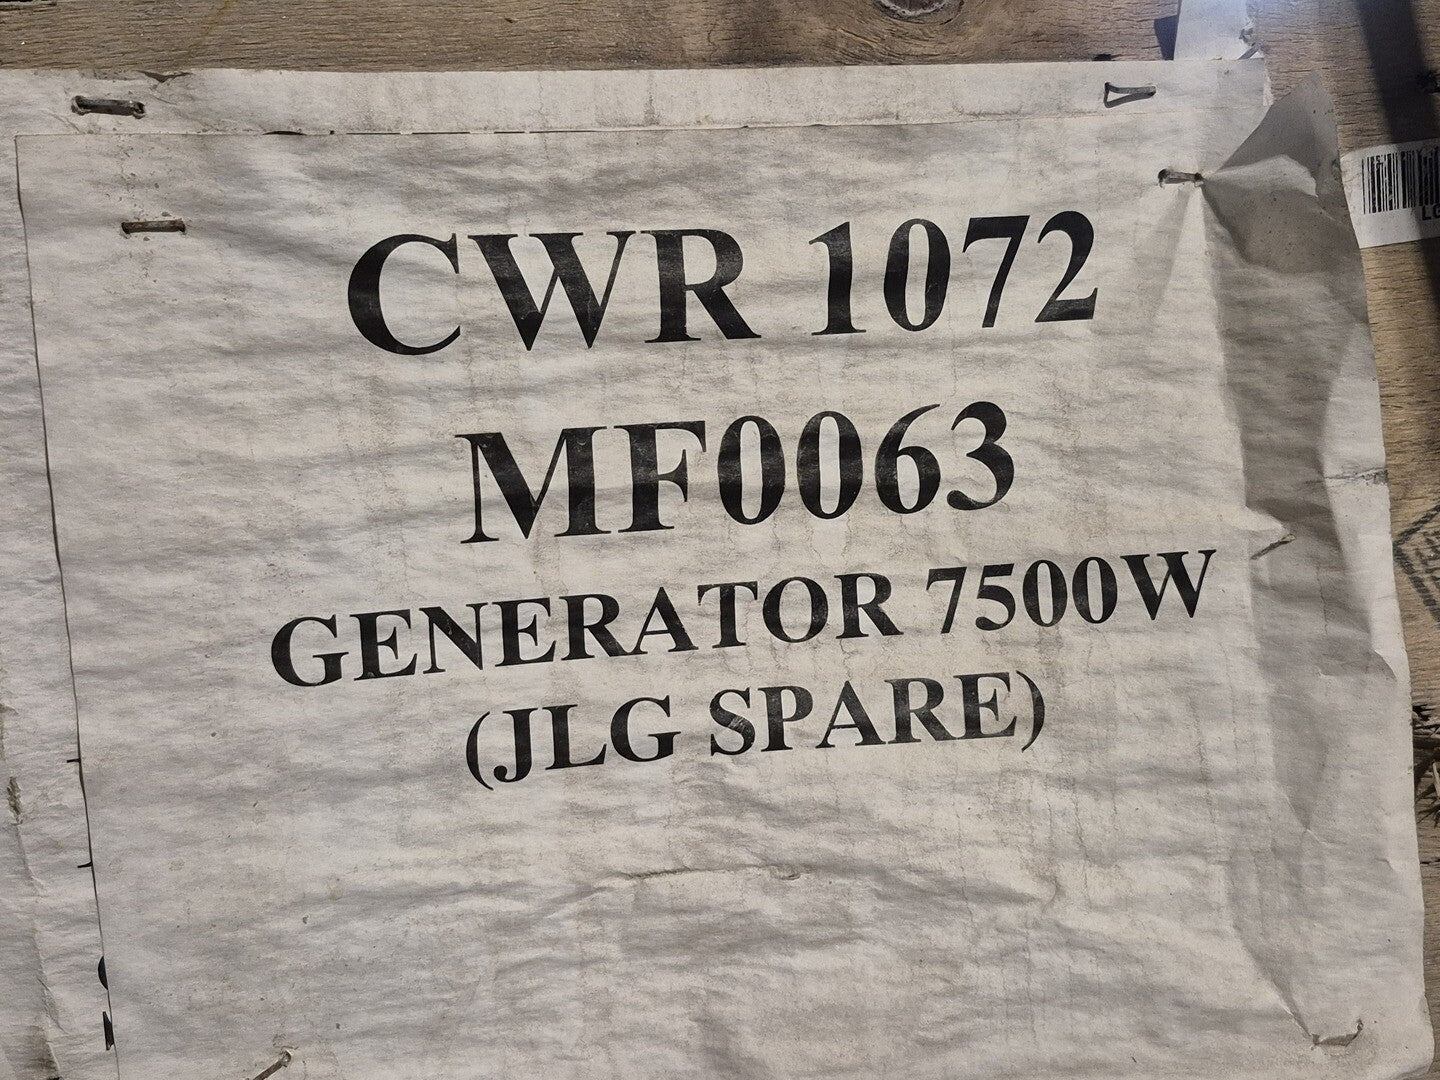 CWR 1072
MF0063
GENERATOR 7500W
(JLG SPARE)